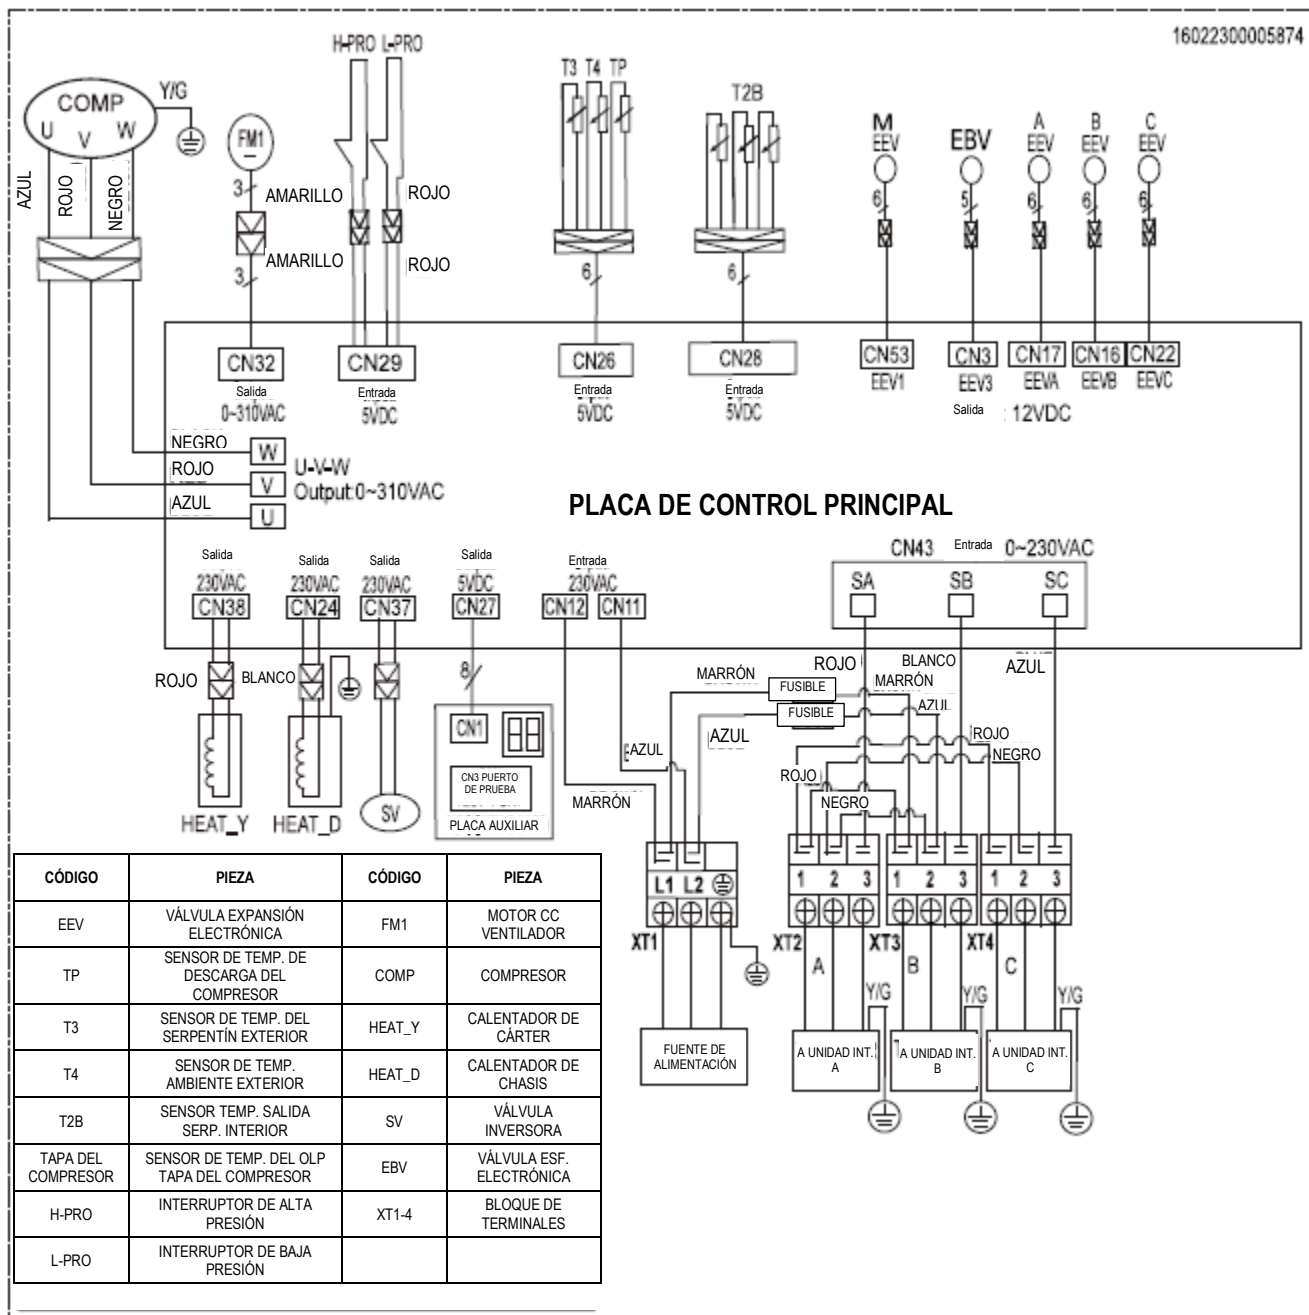 16022300005874
H-PRO L-PRO
COMP
Y/G
U
V
W
FM1
T3 T4 TP
T2B
M
EEV
EBV
A
EEV
B
EEV
C
EEV
AZUL
ROJO
NEGRO
3
AMARILLO
ROJO
3
AMARILLO
ROJO
6
6
6
5
6
6
6
CN32
CN29
CN26
CN28
CN53
CN3
CN17
CN16
CN22
EEV1
EEV3
EEVA
EEVB
EEVC
Salida
0~310VAC
Entrada
5VDC
Entrada
5VDC
Entrada
5VDC
Salida : 12VDC
NEGRO
W
ROJO
V
AZUL
U
U-V-W
Output:0~310VAC
PLACA DE CONTROL PRINCIPAL
CN43 Entrada 0~230VAC
SA
SB
SC
Salida
230VAC
CN38
Salida
230VAC
CN24
Salida
230VAC
CN37
Salida
5VDC
CN27
Entrada
230VAC
CN12
CN11
ROJO
BLANCO
8
CN1
CN3 PUERTO
DE PRUEBA
PLACA AUXILIAR
HEAT_Y
HEAT_D
SV
MARRÓN
FUSIBLE
FUSIBLE
ROJO
BLANCO
MARRÓN
AZUL
AZUL
AZUL
AZUL
MARRÓN
ROJO
NEGRO
ROJO
NEGRO
L1 L2
XT1
1 2 3
XT2
1 2 3
XT3
1 2 3
XT4
A
B
C
Y/G
Y/G
Y/G
FUENTE DE
ALIMENTACIÓN
A UNIDAD INT.
A
A UNIDAD INT.
B
A UNIDAD INT.
C
CÓDIGO PIEZA CÓDIGO PIEZA
EEV VÁLVULA EXPANSIÓN ELECTRÓNICA FM1 MOTOR CC VENTILADOR
TP SENSOR DE TEMP. DE DESCARGA DEL COMPRESOR COMP COMPRESOR
T3 SENSOR DE TEMP. DEL SERPENTÍN EXTERIOR HEAT_Y CALENTADOR DE CÁRTER
T4 SENSOR DE TEMP. AMBIENTE EXTERIOR HEAT_D CALENTADOR DE CHASIS
T2B SENSOR TEMP. SALIDA SERP. INTERIOR SV VÁLVULA INVERSORA
TAPA DEL COMPRESOR SENSOR DE TEMP. DEL OLP TAPA DEL COMPRESOR EBV VÁLVULA ESF. ELECTRÓNICA
H-PRO INTERRUPTOR DE ALTA PRESIÓN XT1-4 BLOQUE DE TERMINALES
L-PRO INTERRUPTOR DE BAJA PRESIÓN